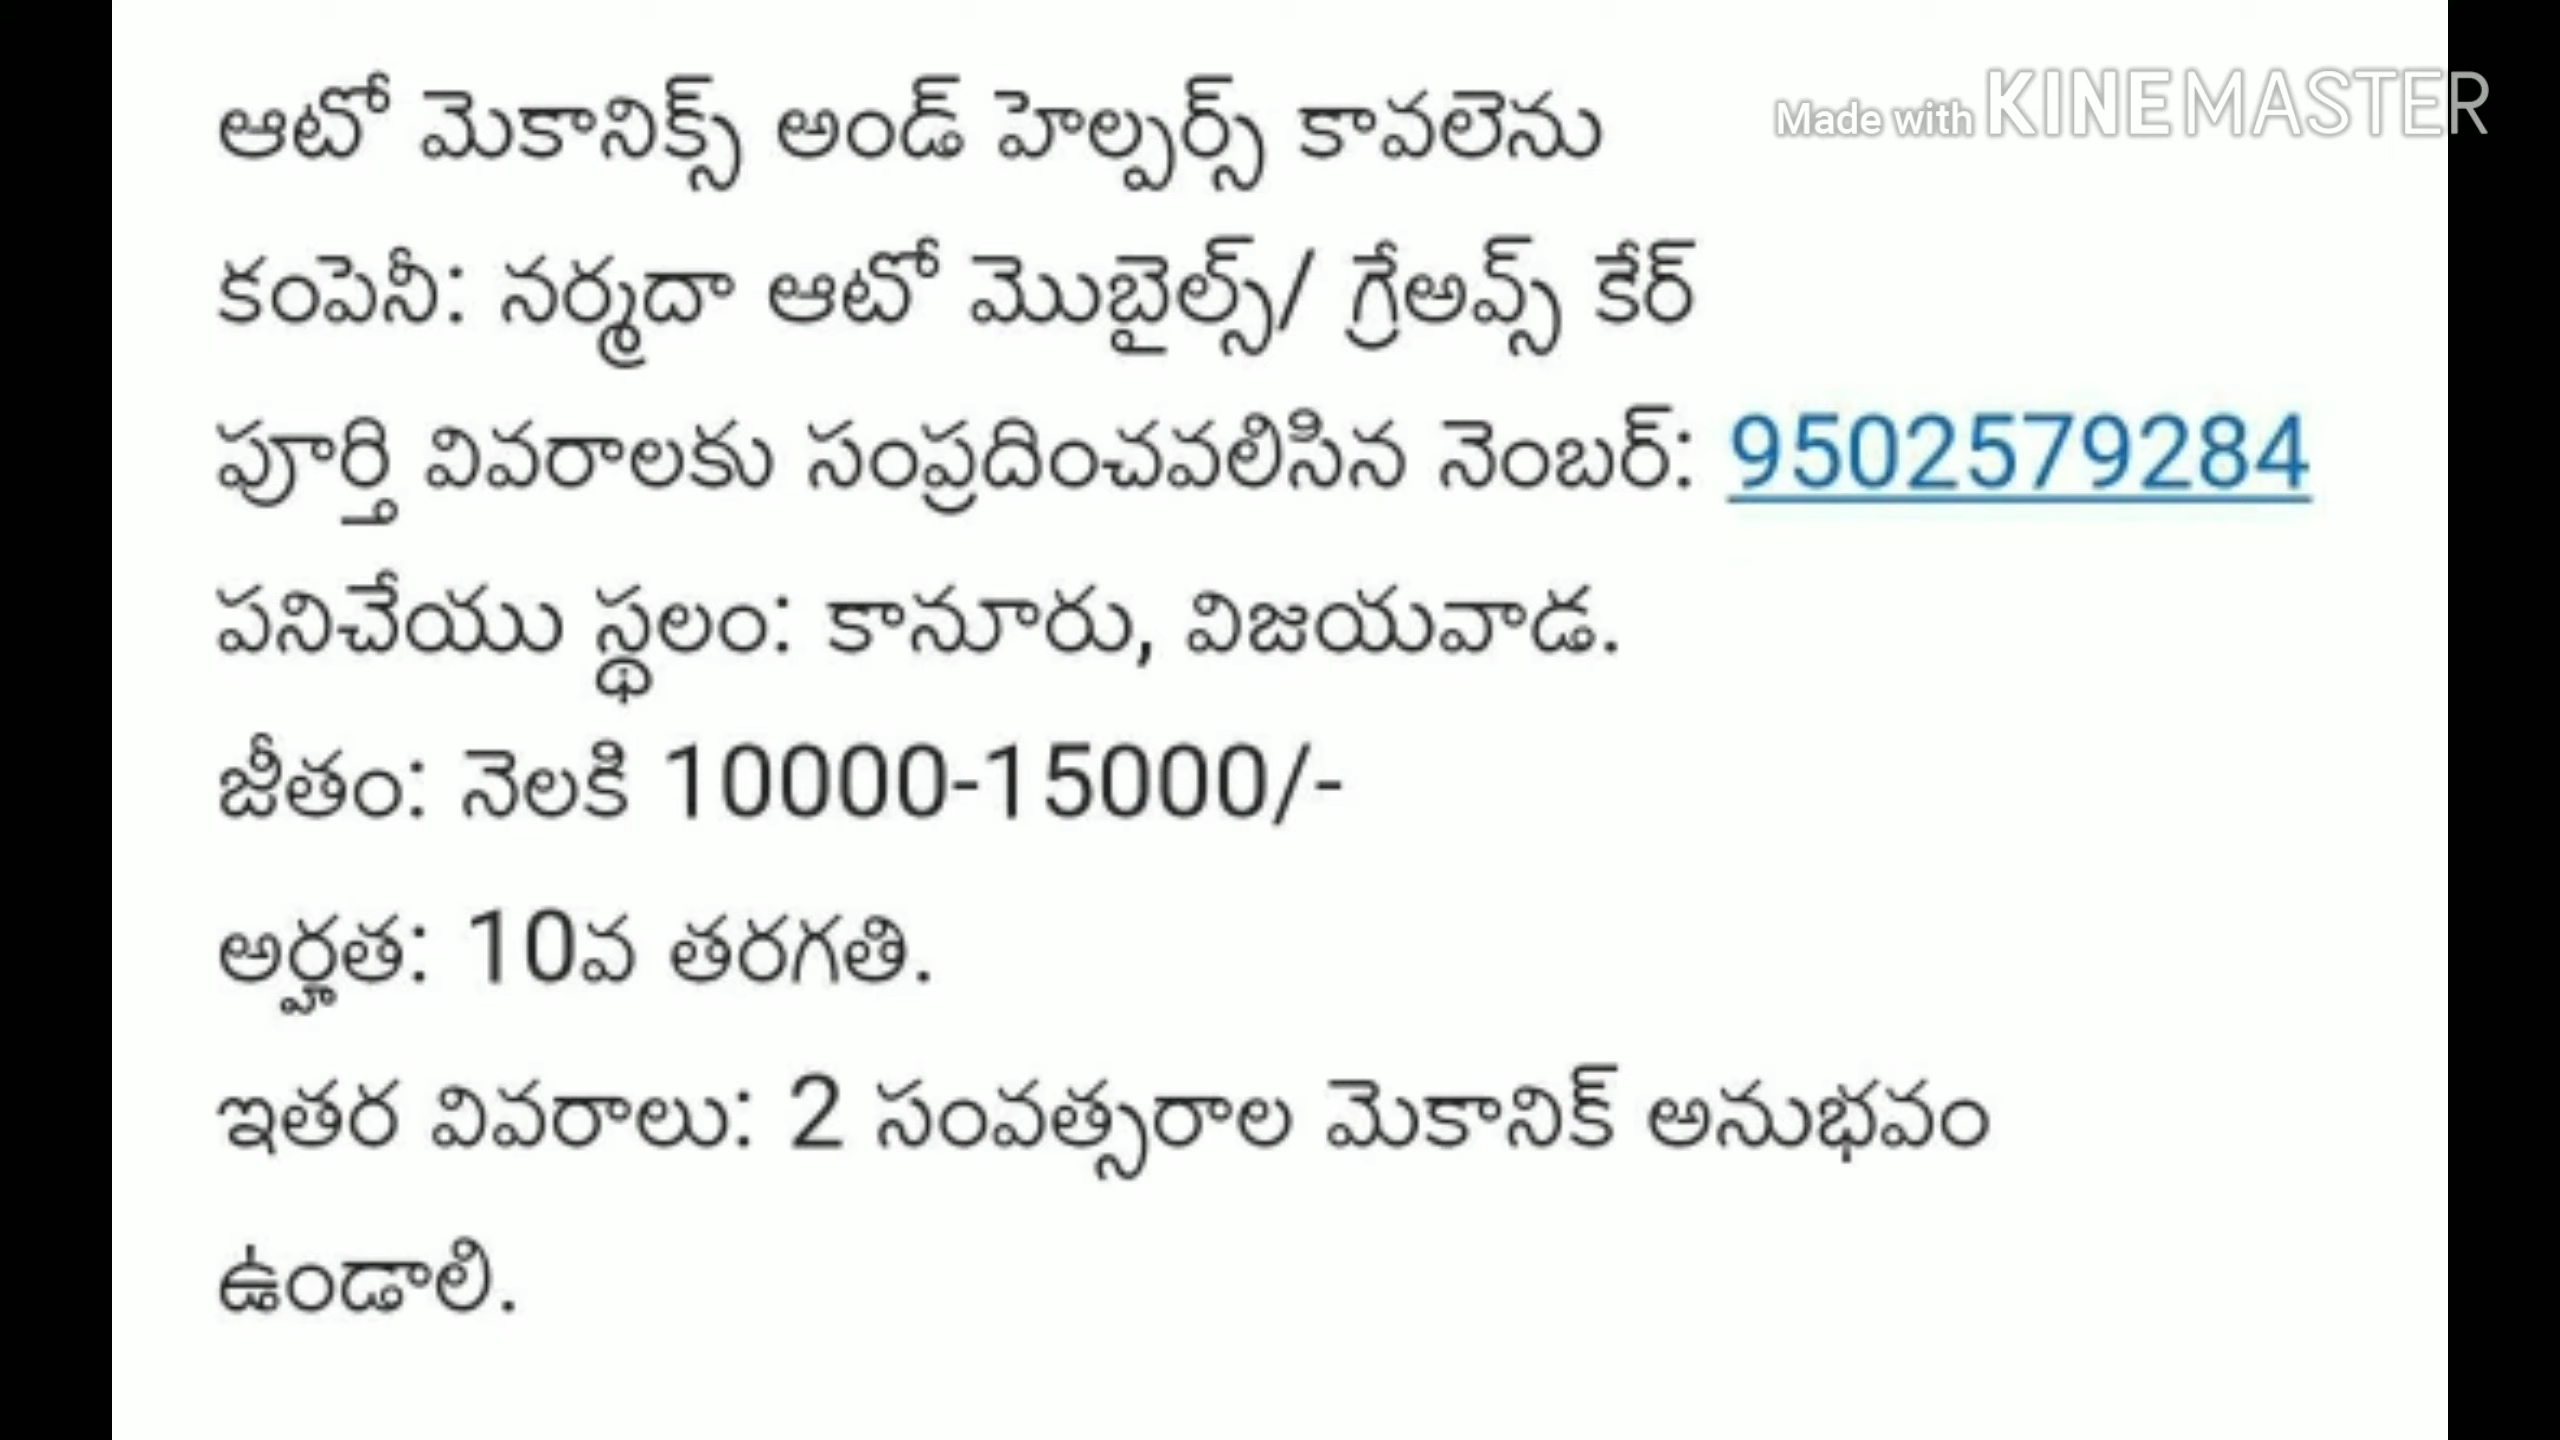 Made with KINEMASTER
ఆటో మెకానిక్స్ అండ్ హెల్పర్స్ కావలెను
కంపెనీ: నర్మదా ఆటో మొబైల్స్/ గ్రేఅవ్స్ కేర్
పూర్తి వివరాలకు సంప్రదించవలిసిన నెంబర్: 9502579284
పనిచేయు స్థలం: కానూరు, విజయవాడ.
జీతం: నెలకి 10000-15000/-
అర్హత: 10వ తరగతి.
ఇతర వివరాలు: 2 సంవత్సరాల మెకానిక్ అనుభవం
ఉండాలి.